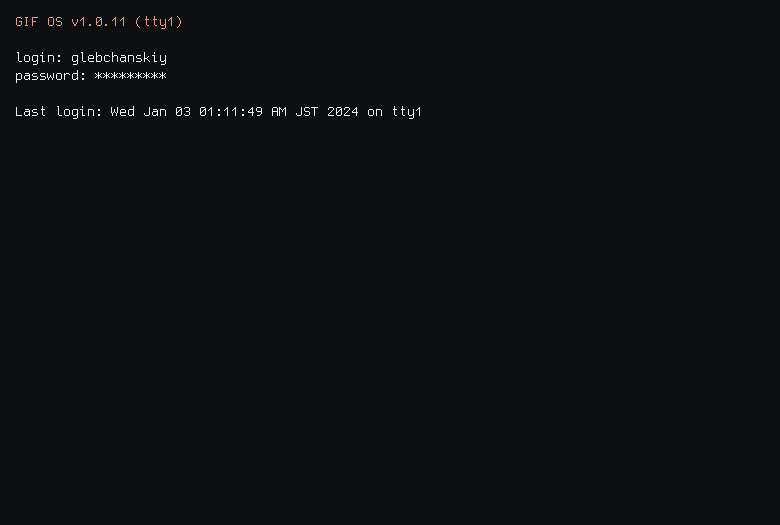 GIF OS v1.0.11 (tty1)
login: glebchanskiy
password: *********
Last login: Wed Jan 03 01:11:49 AM JST 2024 on tty1